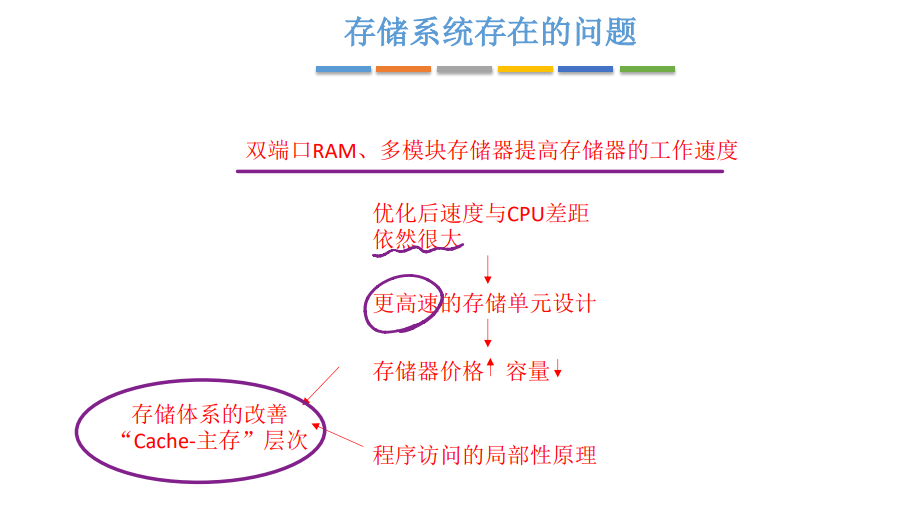 存储系统存在的问题
双端口RAM、多模块存储器提高存储器的工作速度
优化后速度与CPU差距
依然很大
更高速的存储单元设计
存储器价格 容量
存储体系的改善
“Cache-主存”层次
程序访问的局部性原理